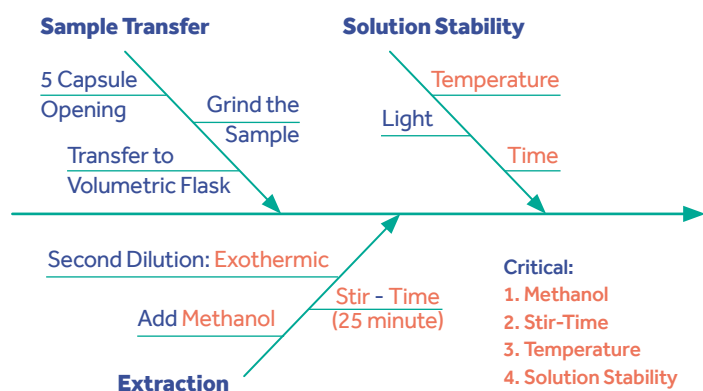 Sample Transfer
5 Capsule
Opening
Grind the
Sample
Transfer to
Volumetric Flask
Solution Stability
Temperature
Light
Time
Second Dilution: Exothermic
Add Methanol
Stir - Time
(25 minute)
Extraction
Critical:
1. Methanol
2. Stir-Time
3. Temperature
4. Solution Stability